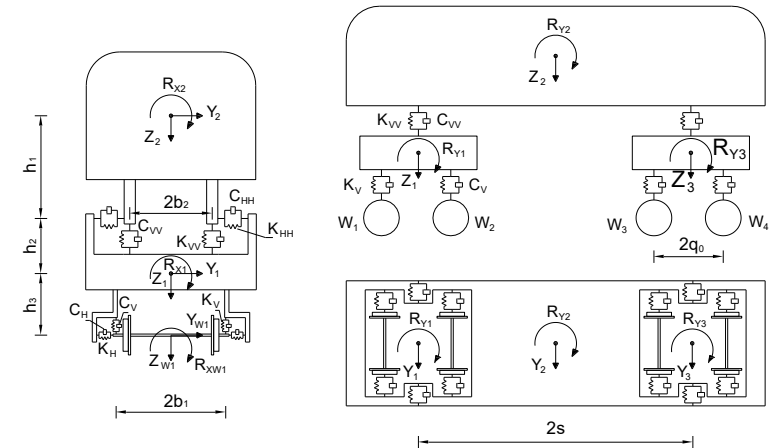 R_X2
Y_2
Z_2
h_1
2b_2
C_HH
K_HH
C_VV
K_VV
h_2
R_X1
Z_1
Y_1
h_3
C_H
C_V
K_V
K_H
Y_W1
Z_W1
R_XW1
2b_1
R_Y2
Z_2
K_VV
C_VV
R_Y1
Z_1
K_V
C_V
W_1
W_2
R_Y3
Z_3
W_3
W_4
2q_0
R_Y1
Y_1
R_Y2
Y_2
R_Y3
Y_3
2s